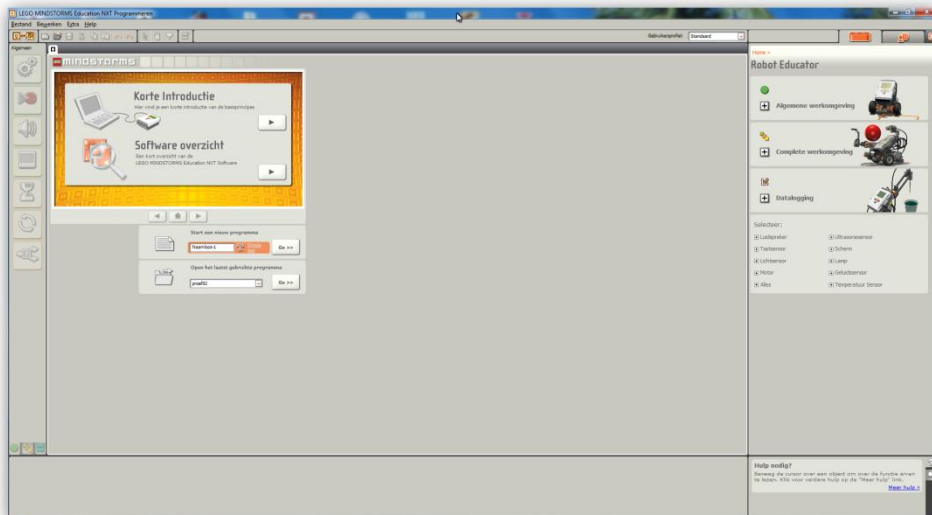 LEGO MINDSTORMS Education NXT Programmeren
Bestand Bewerken Extra Help
Gebruikersprofiel: Standaard
Algemeen
mindstorms
Korte Introductie
Hier vind je een korte introductie van de basisprincipes
Software overzicht
Een kort overzicht van de
LEGO MINDSTORMS Education NXT Software
Start een nieuw programma
Naamloos-1
Go >>
Open het laatst gebruikte programma
Go >>
Home >
Robot Educator
Algemene werkomgeving
Complete werkomgeving
Datalogging
Selecteer:
Luidspreker
Ultrasoonsensor
Tastsensor
Scherm
Lichtsensor
Lamp
Motor
Geluidsensor
Alles
Temperatuur Sensor
Hulp nodig?
Beweeg de cursor over een object om over de functie ervan
te lezen. Klik voor verdere hulp op de "Meer hulp" link.
Meer hulp »